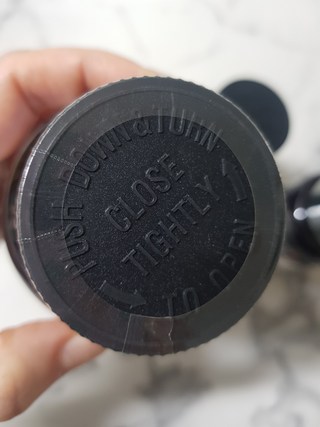 PUSH DOWN & TURN
CLOSE
TIGHTLY
TO OPEN